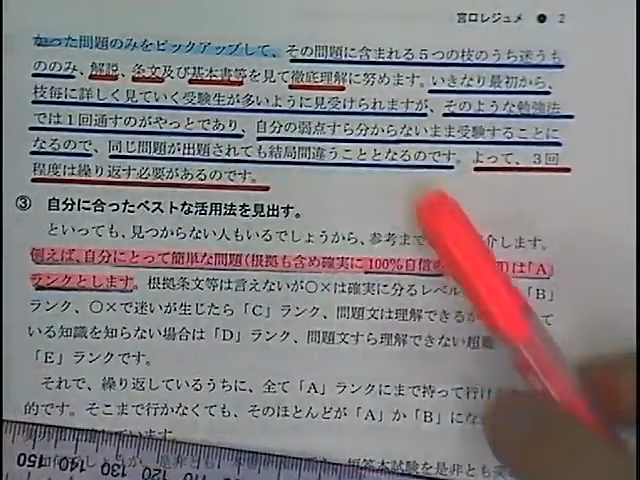 宮口レジュメ ● 2
かった問題のみをピックアップして、その問題に含まれる5つの枝のうち迷うも
ののみ、解説、条文及び基本書等を見て徹底理解に努めます。いきなり最初から、
枝毎に詳しく見ていく受験生が多いように見受けられますが、そのような勉強法
では1回通すのがやっとであり、自分の弱点すら分からないまま受験することに
なるので、同じ問題が出題されても結局間違うこととなるのです。よって、3回
程度は繰り返す必要があるのです。
③ 自分に合ったベストな活用法を見出す。
といっても、見つからない人もいるでしょうから、参考まで 介します。
例えば、自分にとって簡単な問題(根拠も含め確実に100%自信の は「A」
ランクとします。根拠条文等は言えないが○×は確実に分るレベル 「B」
ランク、○×で迷いが生じたら「C」ランク、問題文は理解できるが て
いる知識を知らない場合は「D」ランク、問題文すら理解できない超難
「E」ランクです。
それで、繰り返しているうちに、全て「A」ランクにまで持って行け
的です。そこまで行かなくても、そのほとんどが「A」か「B」にな
150 140 130 120 110